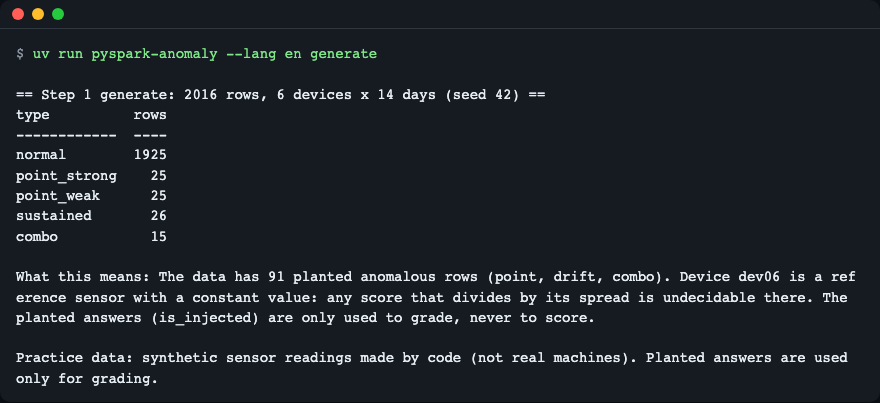 $ uv run pyspark-anomaly --lang en generate
== Step 1 generate: 2016 rows, 6 devices x 14 days (seed 42) ==
type          rows
------------  ----
normal        1925
point_strong    25
point_weak      25
sustained       26
combo           15
What this means: The data has 91 planted anomalous rows (point, drift, combo). Device dev06 is a ref
erence sensor with a constant value: any score that divides by its spread is undecidable there. The
planted answers (is_injected) are only used to grade, never to score.
Practice data: synthetic sensor readings made by code (not real machines). Planted answers are used
only for grading.